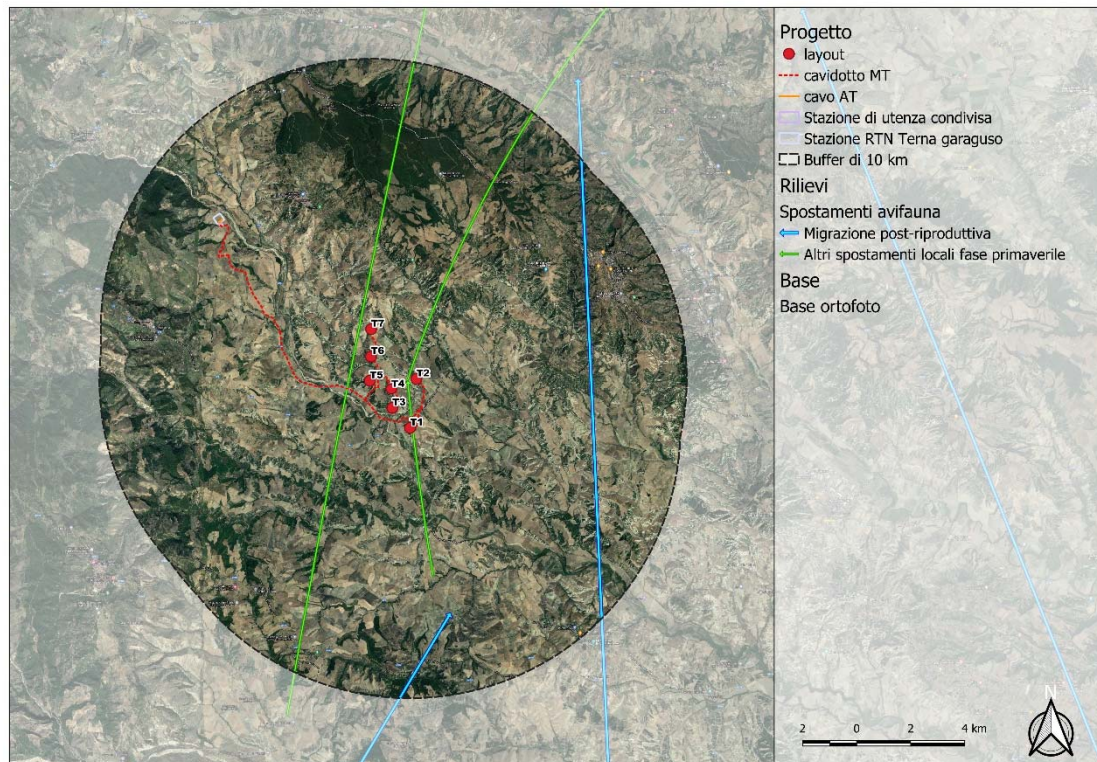 Progetto
layout
cavidotto MT
cavo AT
Stazione di utenza condivisa
Stazione RTN Terna garaguso
Buffer di 10 km
Rilievi
Spostamenti avifauna
Migrazione post-riproduttiva
Altri spostamenti locali fase primaverile
Base
Base ortofoto
T7
T6
T5
T2
T4
T3
T1
N
2 0 2 4 km